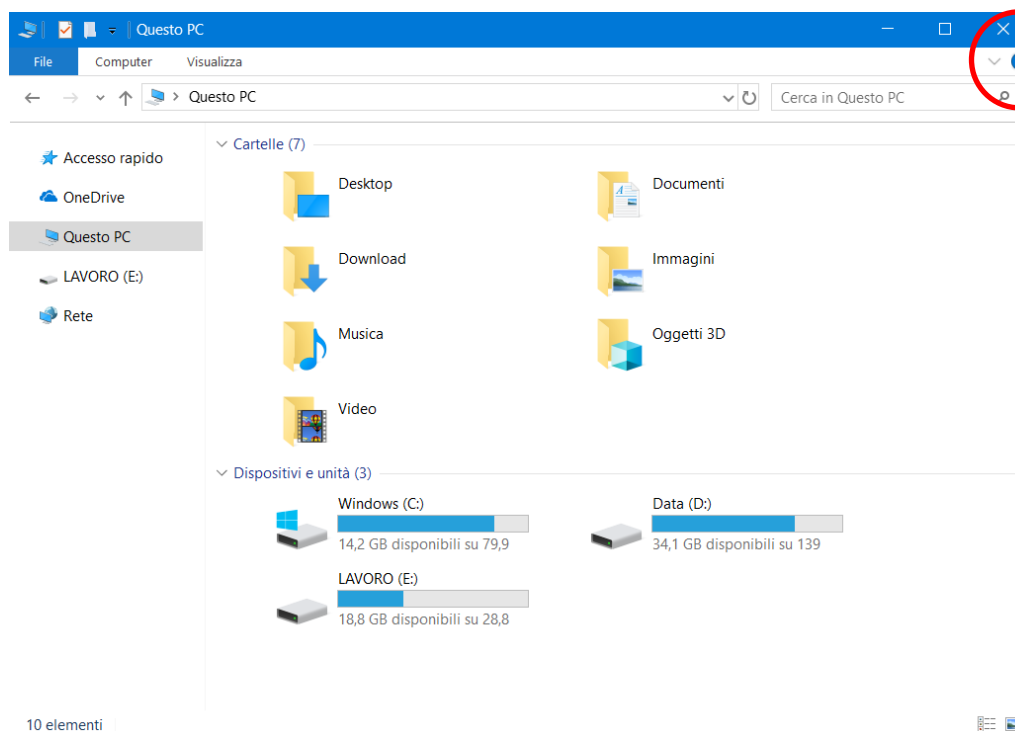 Questo PC
File Computer Visualizza
Questo PC Cerca in Questo PC
Accesso rapido
OneDrive
Questo PC
LAVORO (E:)
Rete
Cartelle (7)
Desktop Documenti
Download Immagini
Musica Oggetti 3D
Video
Dispositivi e unità (3)
Windows (C:) Data (D:)
14,2 GB disponibili su 79,9 34,1 GB disponibili su 139
LAVORO (E:)
18,8 GB disponibili su 28,8
10 elementi